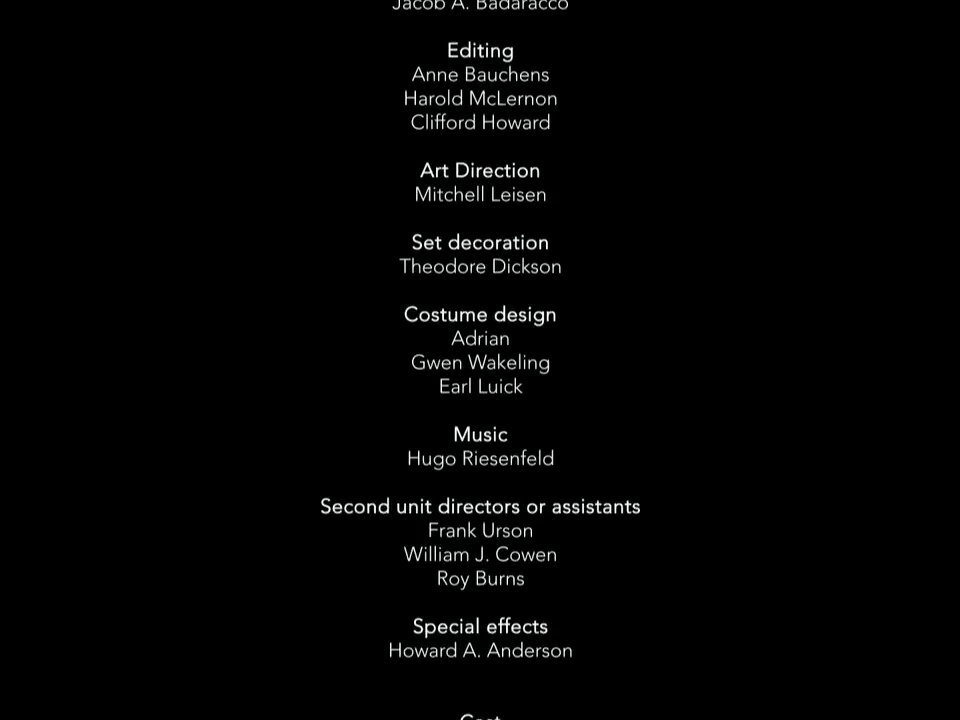 Jacob A. Badaracco
Editing
Anne Bauchens
Harold McLernon
Clifford Howard
Art Direction
Mitchell Leisen
Set decoration
Theodore Dickson
Costume design
Adrian
Gwen Wakeling
Earl Luick
Music
Hugo Riesenfeld
Second unit directors or assistants
Frank Urson
William J. Cowen
Roy Burns
Special effects
Howard A. Anderson
Cast